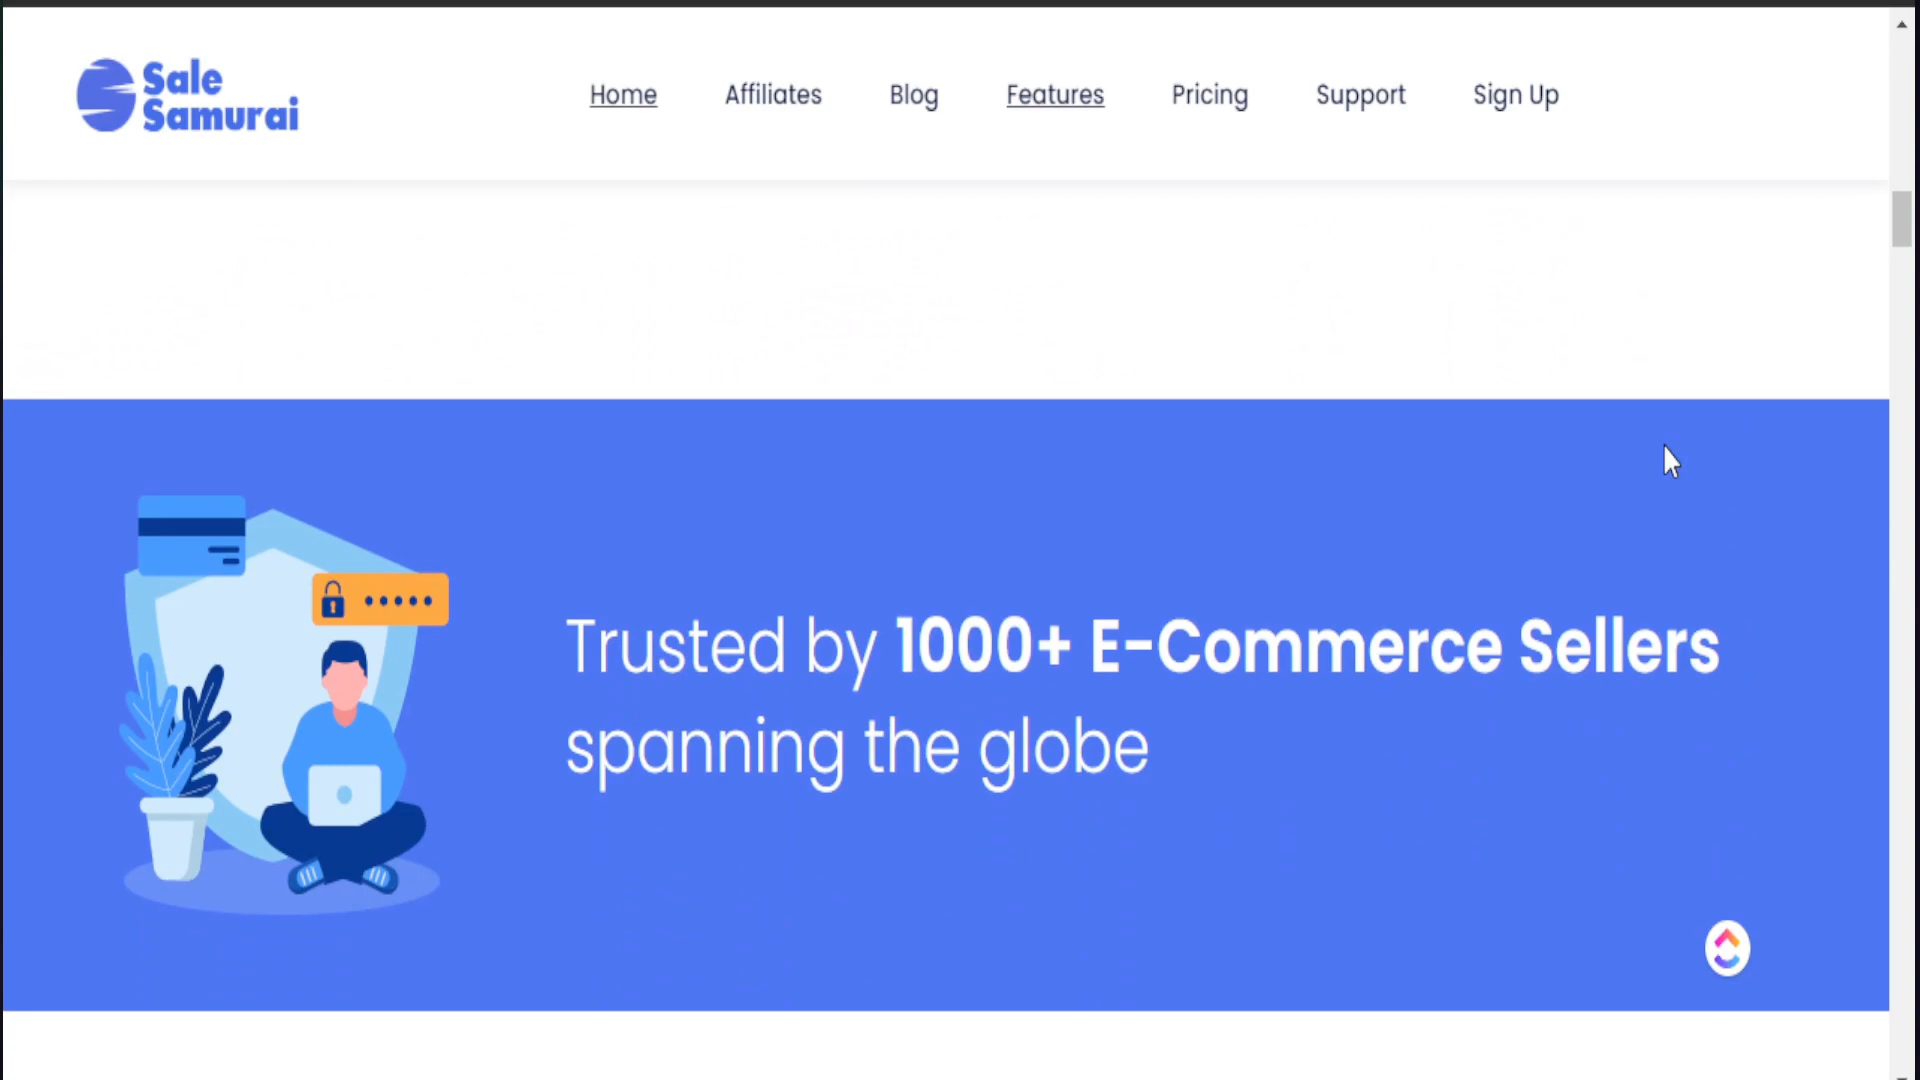 Sale
Samurai
Home Affiliates Blog Features Pricing Support Sign Up
Trusted by 1000+ E-Commerce Sellers
spanning the globe